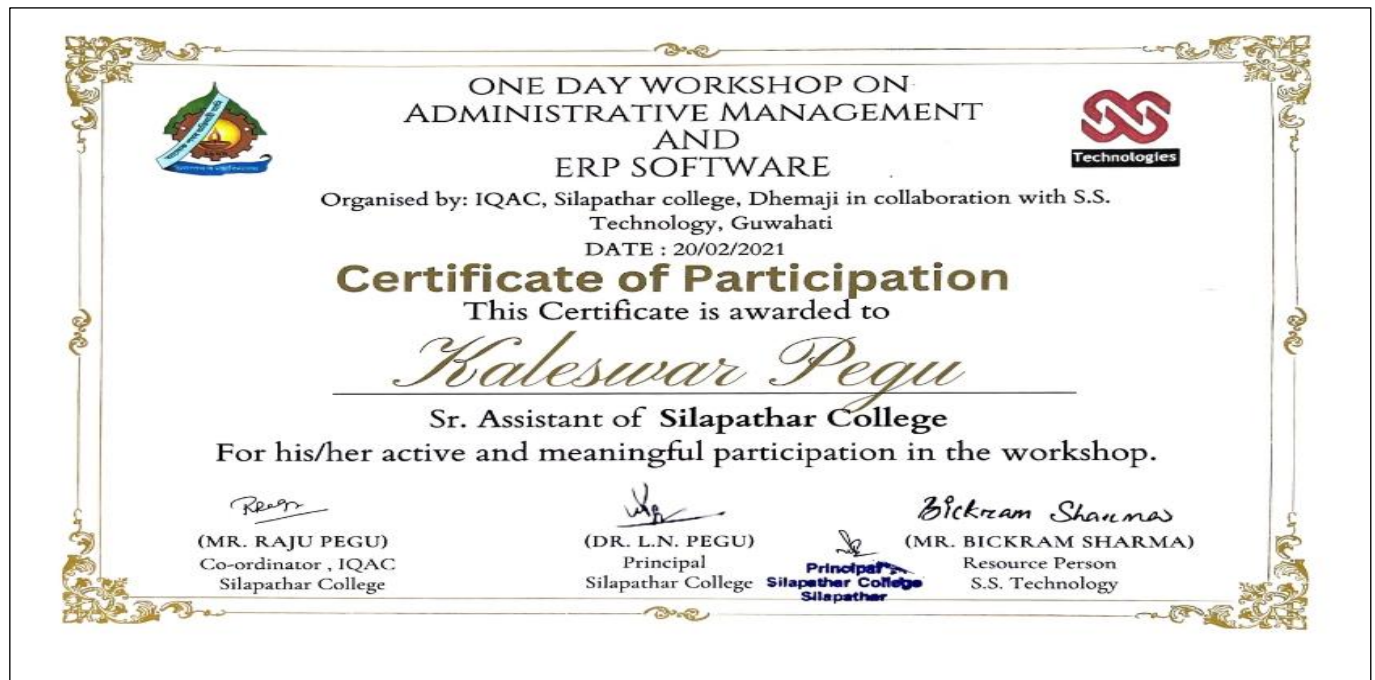 ONE DAY WORKSHOP ON
ADMINISTRATIVE MANAGEMENT
AND
ERP SOFTWARE
SS
Technologies
Organised by: IQAC, Silapathar college, Dhemaji in collaboration with S.S.
Technology, Guwahati
DATE : 20/02/2021
Certificate of Participation
This Certificate is awarded to
Kaleswar Pegu
Sr. Assistant of Silapathar College
For his/her active and meaningful participation in the workshop.
Bickram Sharma
(MR. RAJU PEGU)
Co-ordinator , IQAC
Silapathar College
(DR. L.N. PEGU)
Principal
Silapathar College
Principal
Silapathar College
Silapathar
(MR. BICKRAM SHARMA)
Resource Person
S.S. Technology